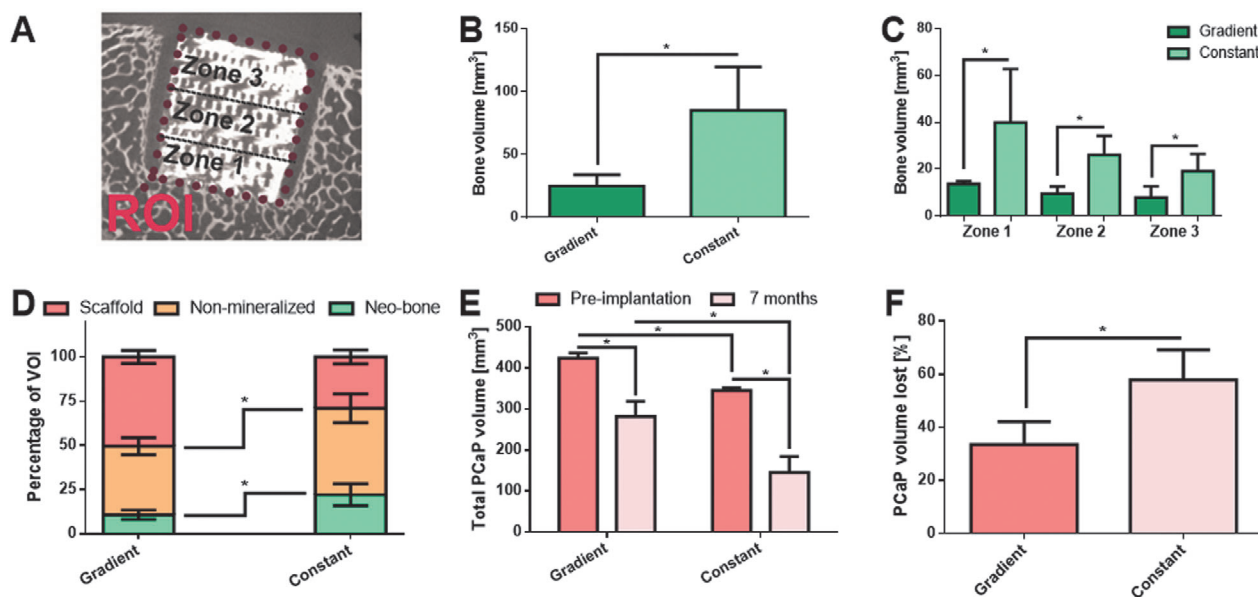 A
Zone 3
Zone 2
Zone 1
ROI
B
Bone volume [mm³]
150
100
50
0
*
Gradient
Constant
C
Gradient
Constant
Bone volume [mm³]
80
60
40
20
0
*
*
*
Zone 1
Zone 2
Zone 3
D
Scaffold
Non-mineralized
Neo-bone
Percentage of VOI
100
75
50
25
0
*
*
Gradient
Constant
E
Pre-implantation
7 months
Total PCaP volume [mm³]
500
400
300
200
100
0
*
*
*
*
Gradient
Constant
F
PCaP volume lost [%]
80
60
40
20
0
*
Gradient
Constant